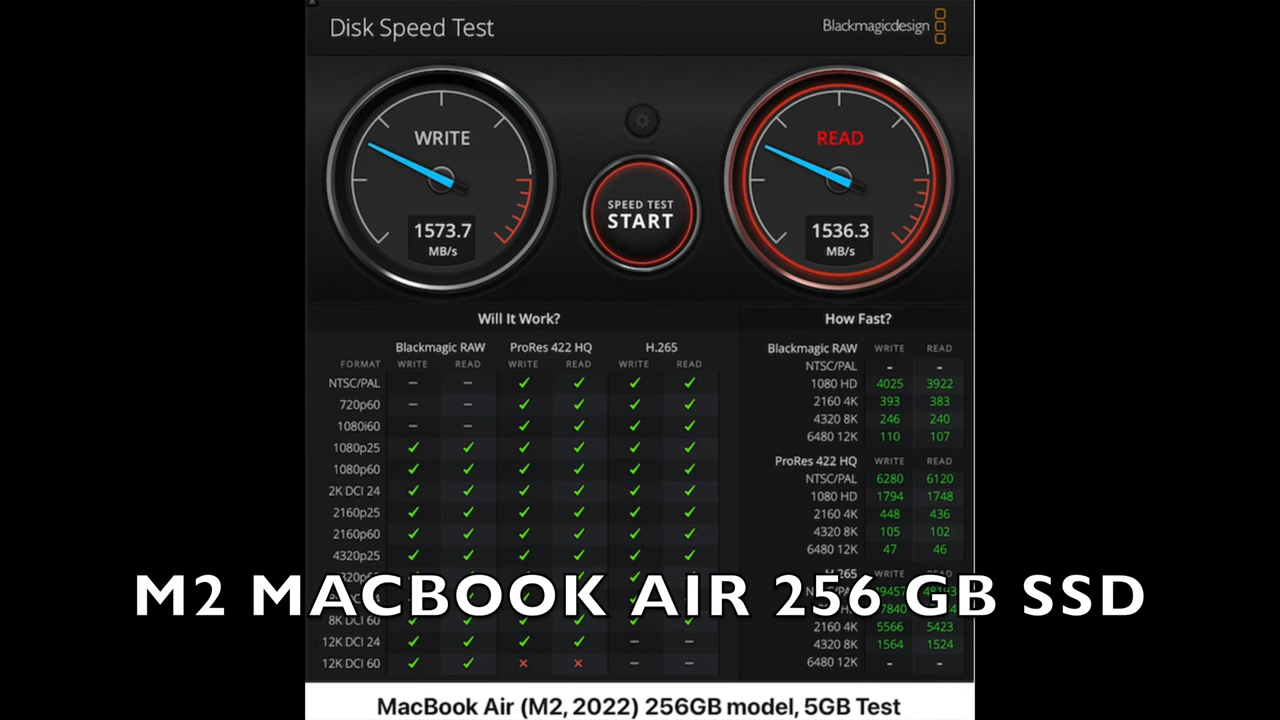 Disk Speed Test
Blackmagicdesign
WRITE
1573.7
MB/s
SPEED TEST
START
READ
1536.3
MB/s
Will It Work?
Blackmagic RAW ProRes 422 HQ H.265
FORMAT WRITE READ WRITE READ WRITE READ
NTSC/PAL – – ✓ ✓ ✓ ✓
720p60 – – ✓ ✓ ✓ ✓
1080i60 – – ✓ ✓ ✓ ✓
1080p25 ✓ ✓ ✓ ✓ ✓ ✓
1080p60 ✓ ✓ ✓ ✓ ✓ ✓
2K DCI 24 ✓ ✓ ✓ ✓ ✓ ✓
2160p25 ✓ ✓ ✓ ✓ ✓ ✓
2160p60 ✓ ✓ ✓ ✓ ✓ ✓
4320p25 ✓ ✓ ✓ ✓ ✓ ✓
8K DCI 60 ✓ ✓ ✓ ✓ ✓ ✓
12K DCI 24 ✓ ✓ ✓ ✓ – –
12K DCI 60 ✓ ✓ × × – –
How Fast?
Blackmagic RAW WRITE READ
NTSC/PAL - -
1080 HD 4025 3922
2160 4K 393 383
4320 8K 246 240
6480 12K 110 107
ProRes 422 HQ WRITE READ
NTSC/PAL 6280 6120
1080 HD 1794 1748
2160 4K 448 436
4320 8K 105 102
6480 12K 47 46
H.265 WRITE READ
2160 4K 5566 5423
4320 8K 1564 1524
6480 12K - -
M2 MACBOOK AIR 256 GB SSD
MacBook Air (M2, 2022) 256GB model, 5GB Test